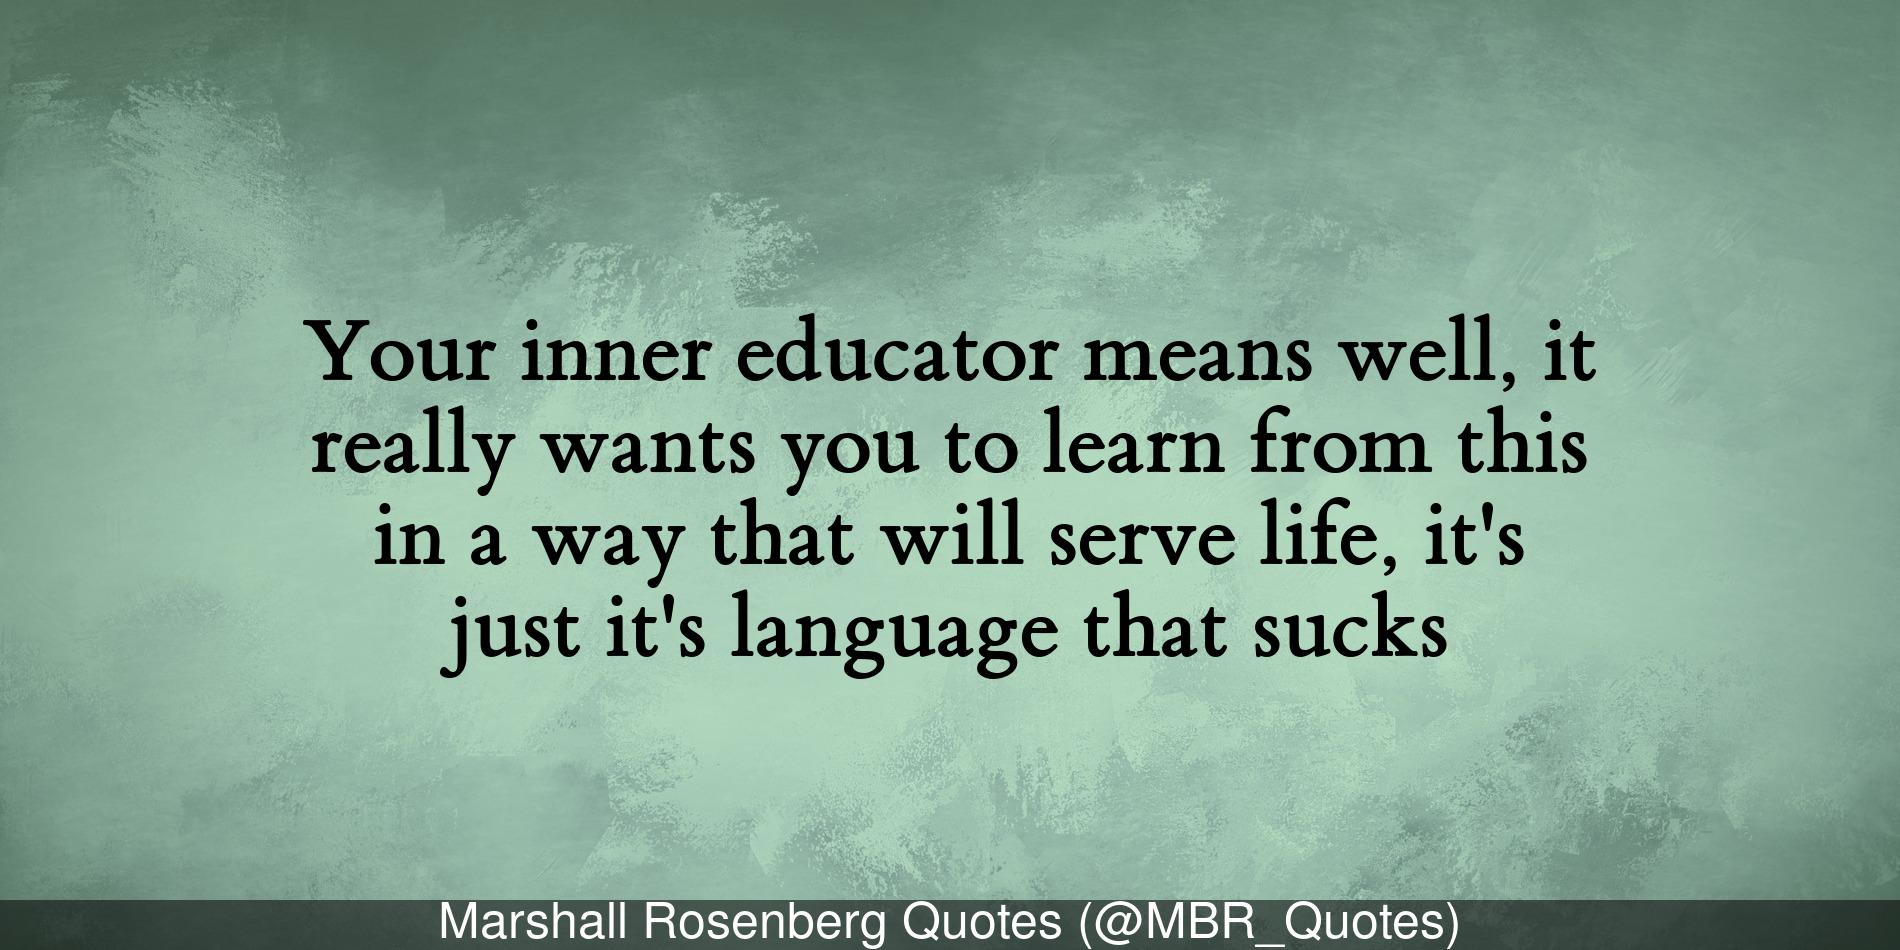 Your inner educator means well, it
really wants you to learn from this
in a way that will serve life, it's
just it's language that sucks
Marshall Rosenberg Quotes (@MBR_Quotes)